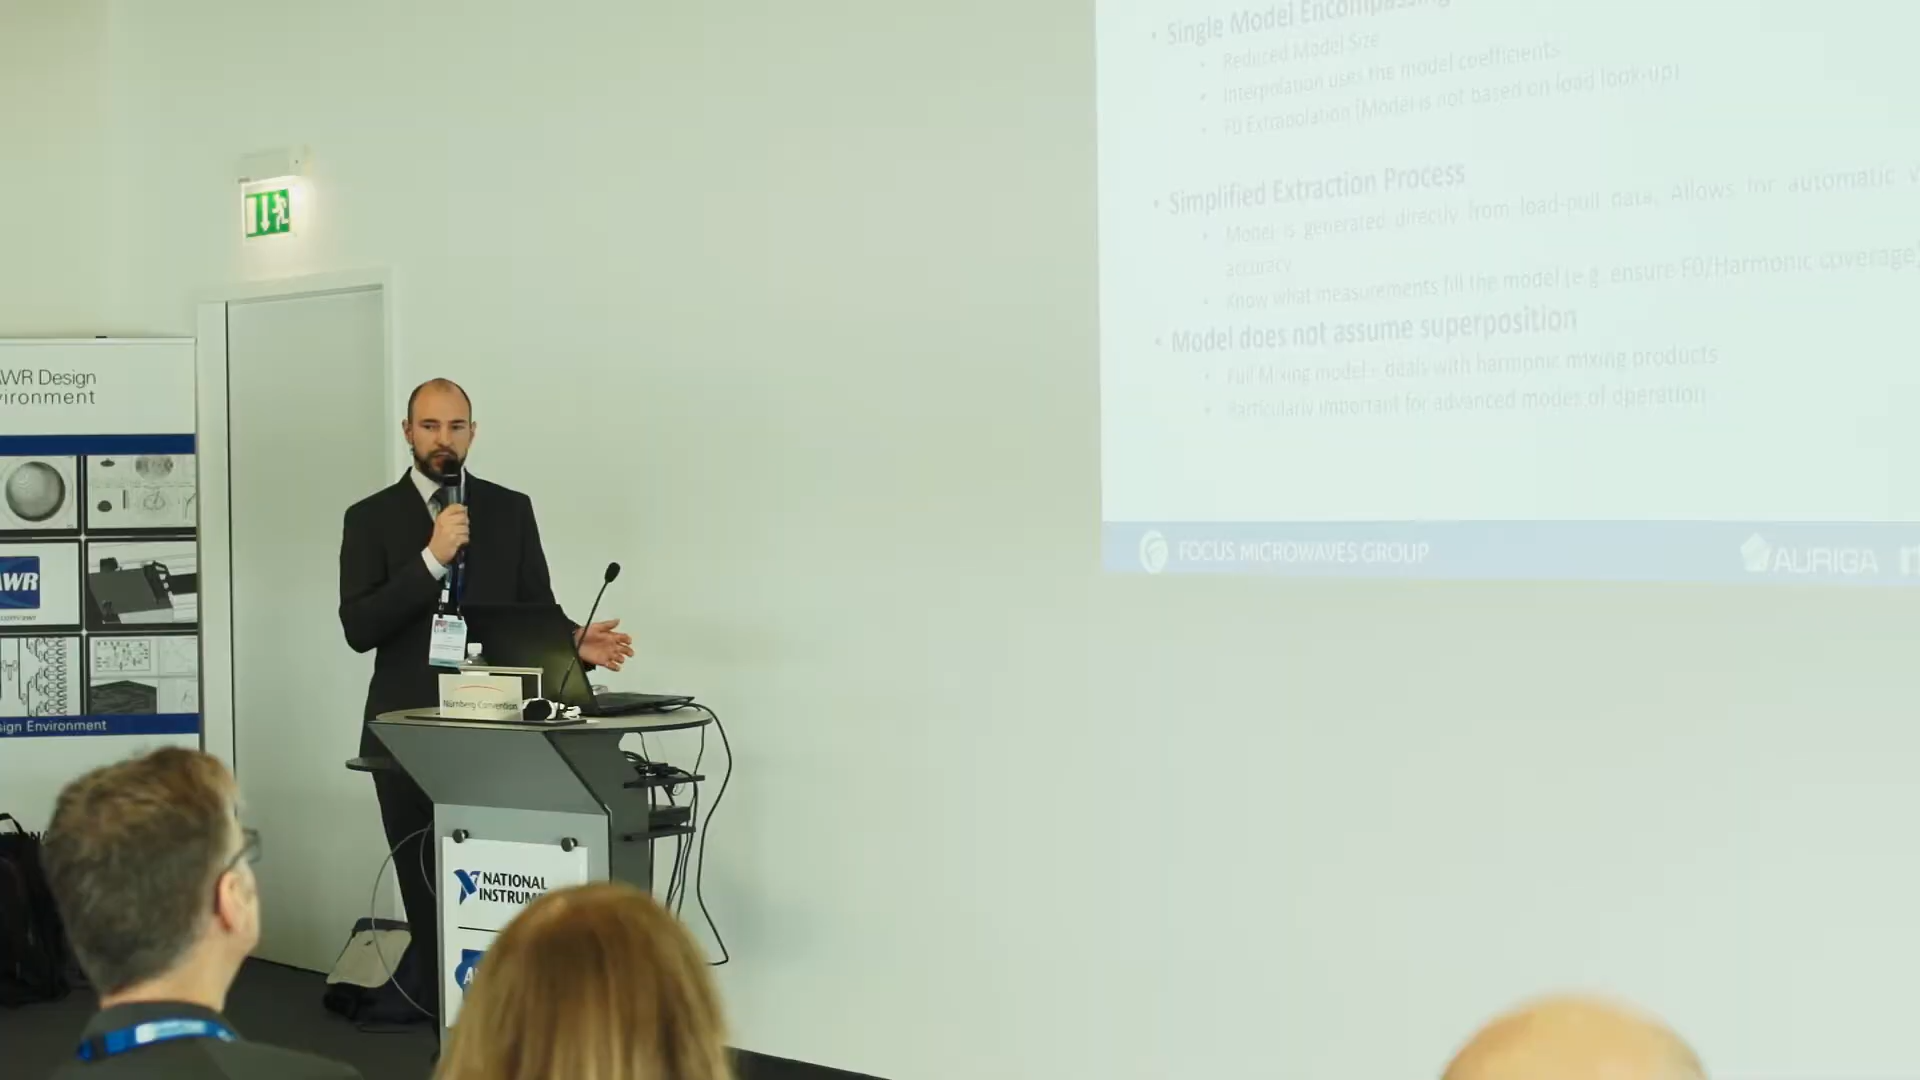 • Single Model Encompassing
• Reduced Model Size
• Interpolation uses the model coefficients
• F0 Extrapolation (Model is not based on load look-up)
• Simplified Extraction Process
• Model is generated directly from load-pull data, Allows for automatic
accuracy
• Know what measurements fill the model (e.g. ensure F0/Harmonic coverage)
• Model does not assume superposition
• Full Mixing model – deals with harmonic mixing products
• Particularly important for advanced modes of operation
FOCUS MICROWAVES GROUP
AURIGA
AWR Design
vironment
AWR
sign Environment
Nürnberg Convention
NATIONAL
INSTRUM